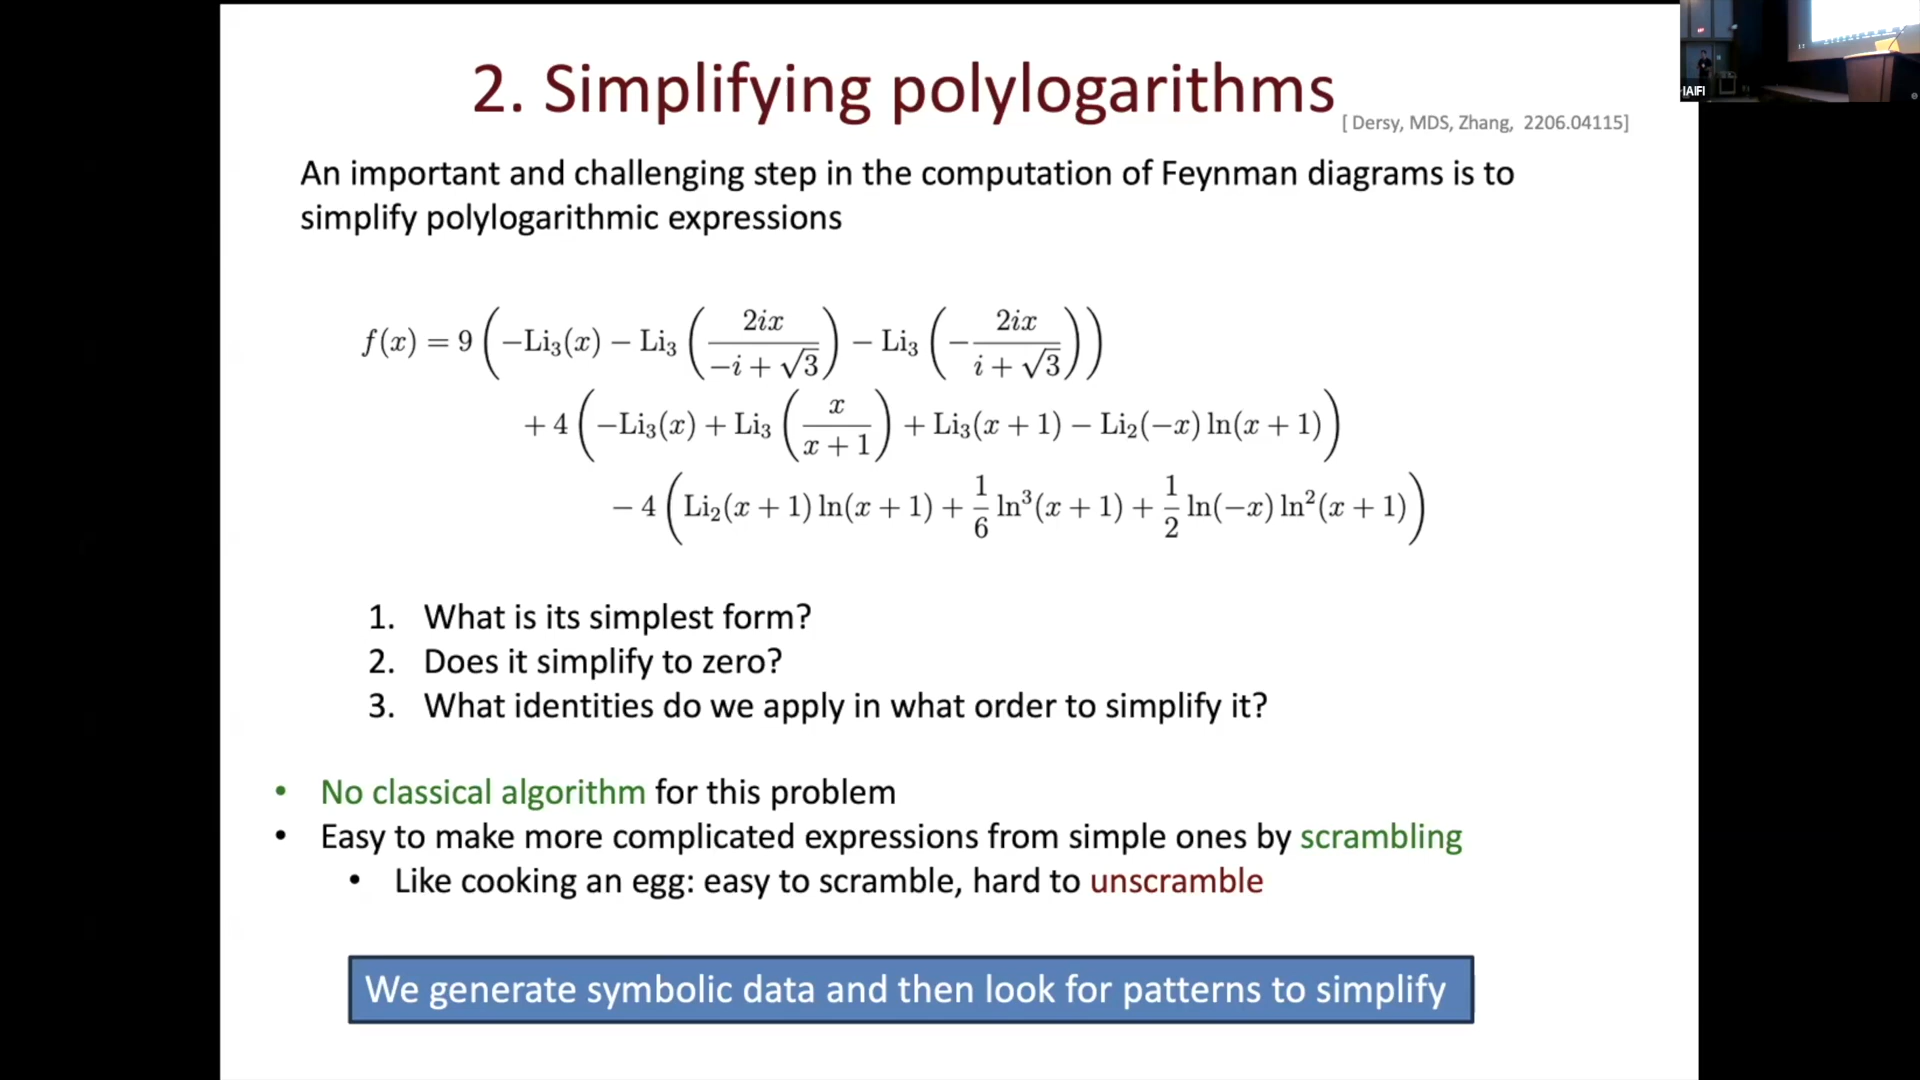 2. Simplifying polylogarithms
[ Dersy, MDS, Zhang, 2206.04115]
IAIFI
An important and challenging step in the computation of Feynman diagrams is to
simplify polylogarithmic expressions
f(x) = 9 ( −Li₃(x) − Li₃ ( 2ix / (−i + √3) ) − Li₃ ( − 2ix / (i + √3) ) )
+ 4 ( −Li₃(x) + Li₃ ( x / (x + 1) ) + Li₃(x + 1) − Li₂(−x) ln(x + 1) )
− 4 ( Li₂(x + 1) ln(x + 1) + 1/6 ln³(x + 1) + 1/2 ln(−x) ln²(x + 1) )
1. What is its simplest form?
2. Does it simplify to zero?
3. What identities do we apply in what order to simplify it?
• No classical algorithm for this problem
• Easy to make more complicated expressions from simple ones by scrambling
• Like cooking an egg: easy to scramble, hard to unscramble
We generate symbolic data and then look for patterns to simplify